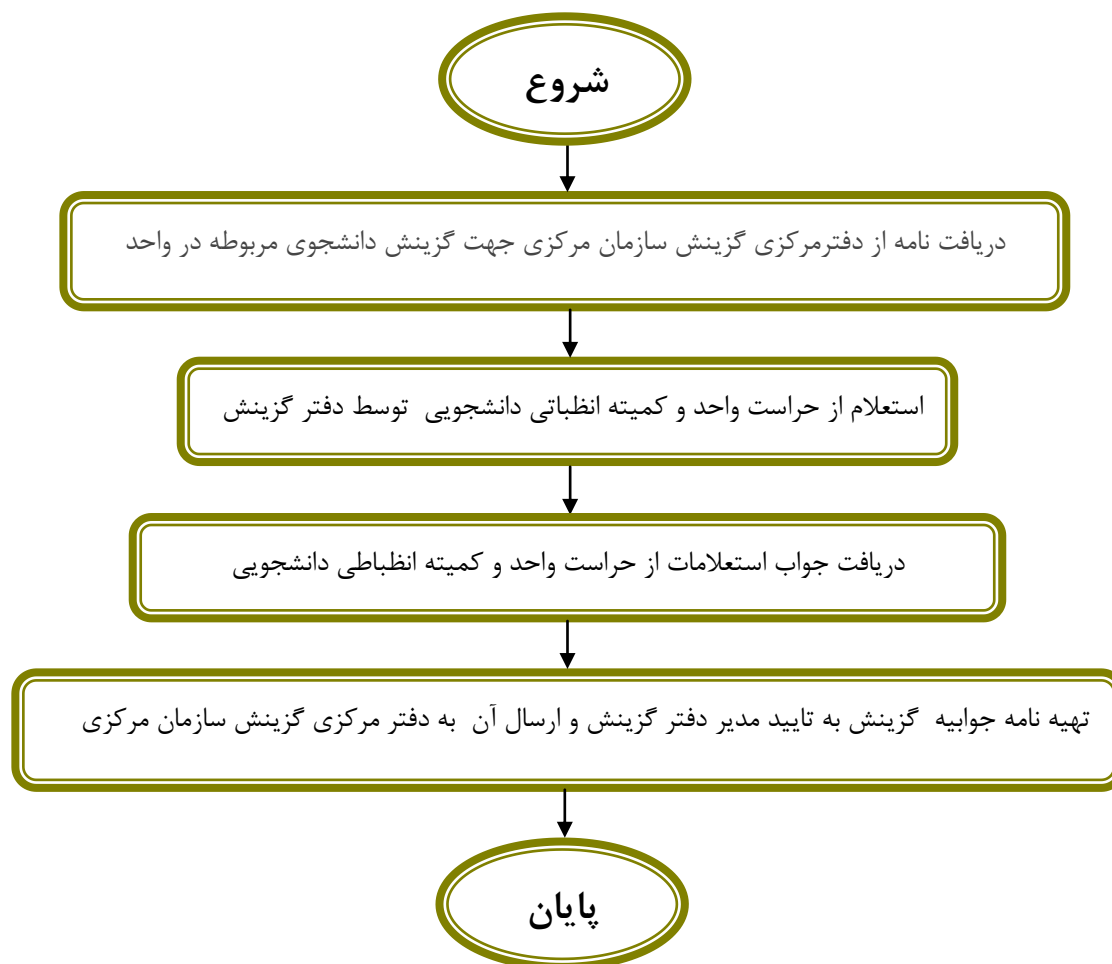 شروع
دریافت نامه از دفترمرکزی گزینش سازمان مرکزی جهت گزینش دانشجوی مربوطه در واحد
استعلام از حراست واحد و کمیته انظباتی دانشجویی توسط دفتر گزینش
دریافت جواب استعلامات از حراست واحد و کمیته انظباطی دانشجویی
تهیه نامه جوابیه گزینش به تایید مدیر دفتر گزینش و ارسال آن به دفتر مرکزی گزینش سازمان مرکزی
پایان